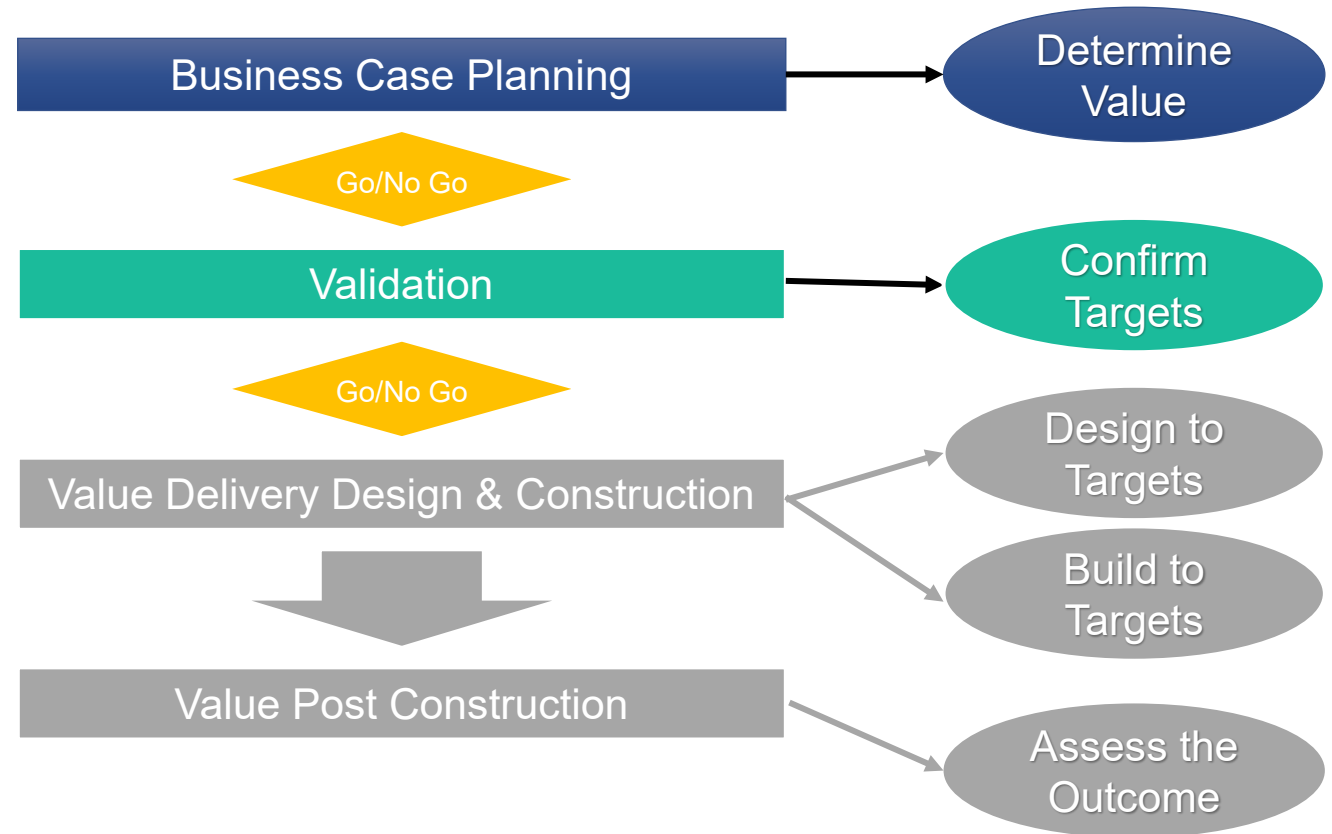 Business Case Planning
Determine
Value
Go/No Go
Validation
Confirm
Targets
Go/No Go
Value Delivery Design & Construction
Design to
Targets
Build to
Targets
Value Post Construction
Assess the
Outcome